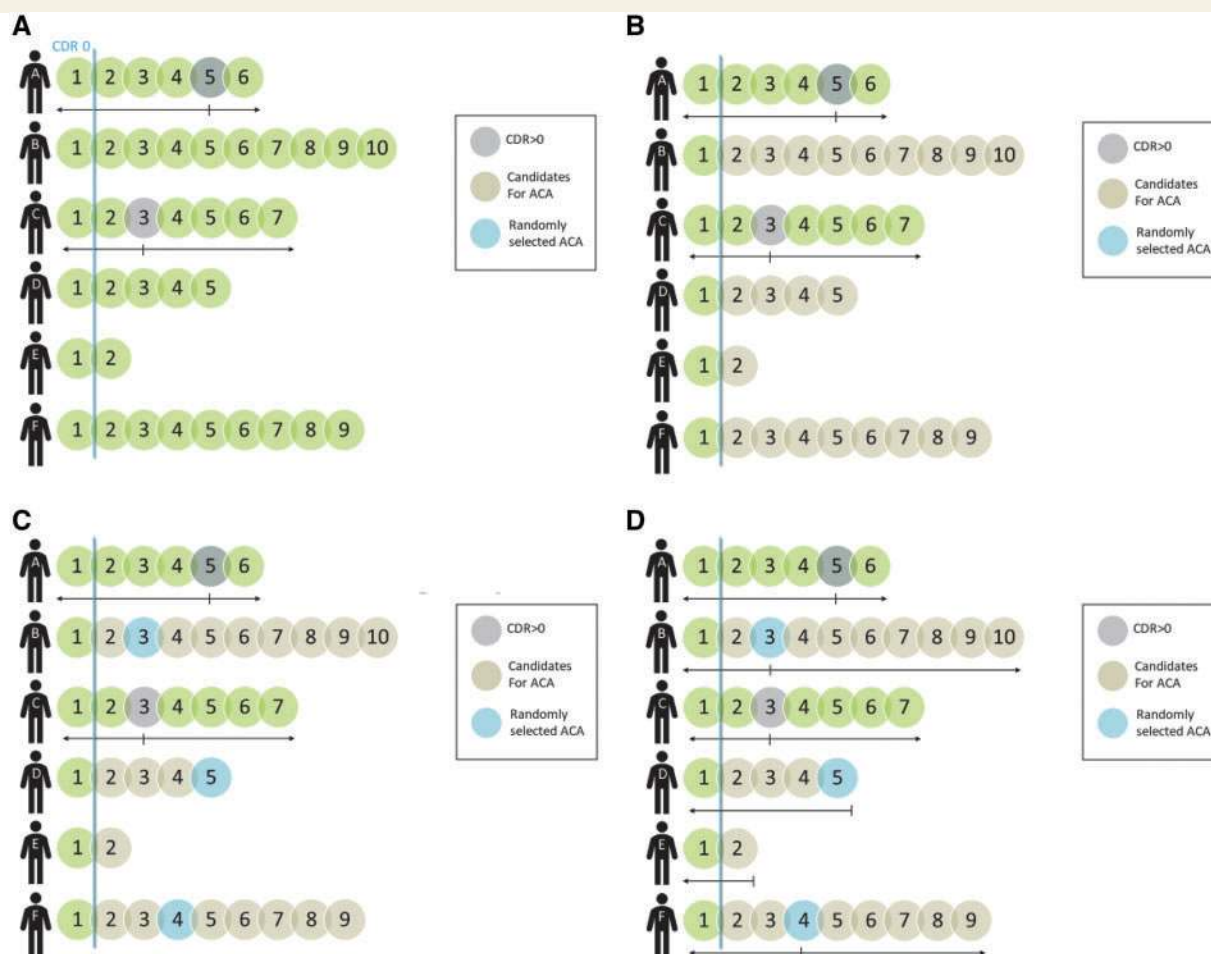 A
B
CDR 0
A 1 2 3 4 5 6
B 1 2 3 4 5 6 7 8 9 10
C 1 2 3 4 5 6 7
D 1 2 3 4 5
E 1 2
F 1 2 3 4 5 6 7 8 9
CDR>0
Candidates
For ACA
Randomly
selected ACA
A 1 2 3 4 5 6
B 1 2 3 4 5 6 7 8 9 10
C 1 2 3 4 5 6 7
D 1 2 3 4 5
E 1 2
F 1 2 3 4 5 6 7 8 9
CDR>0
Candidates
For ACA
Randomly
selected ACA
C
D
A 1 2 3 4 5 6
B 1 2 3 4 5 6 7 8 9 10
C 1 2 3 4 5 6 7
D 1 2 3 4 5
E 1 2
F 1 2 3 4 5 6 7 8 9
CDR>0
Candidates
For ACA
Randomly
selected ACA
A 1 2 3 4 5 6
B 1 2 3 4 5 6 7 8 9 10
C 1 2 3 4 5 6 7
D 1 2 3 4 5
E 1 2
F 1 2 3 4 5 6 7 8 9
CDR>0
Candidates
For ACA
Randomly
selected ACA